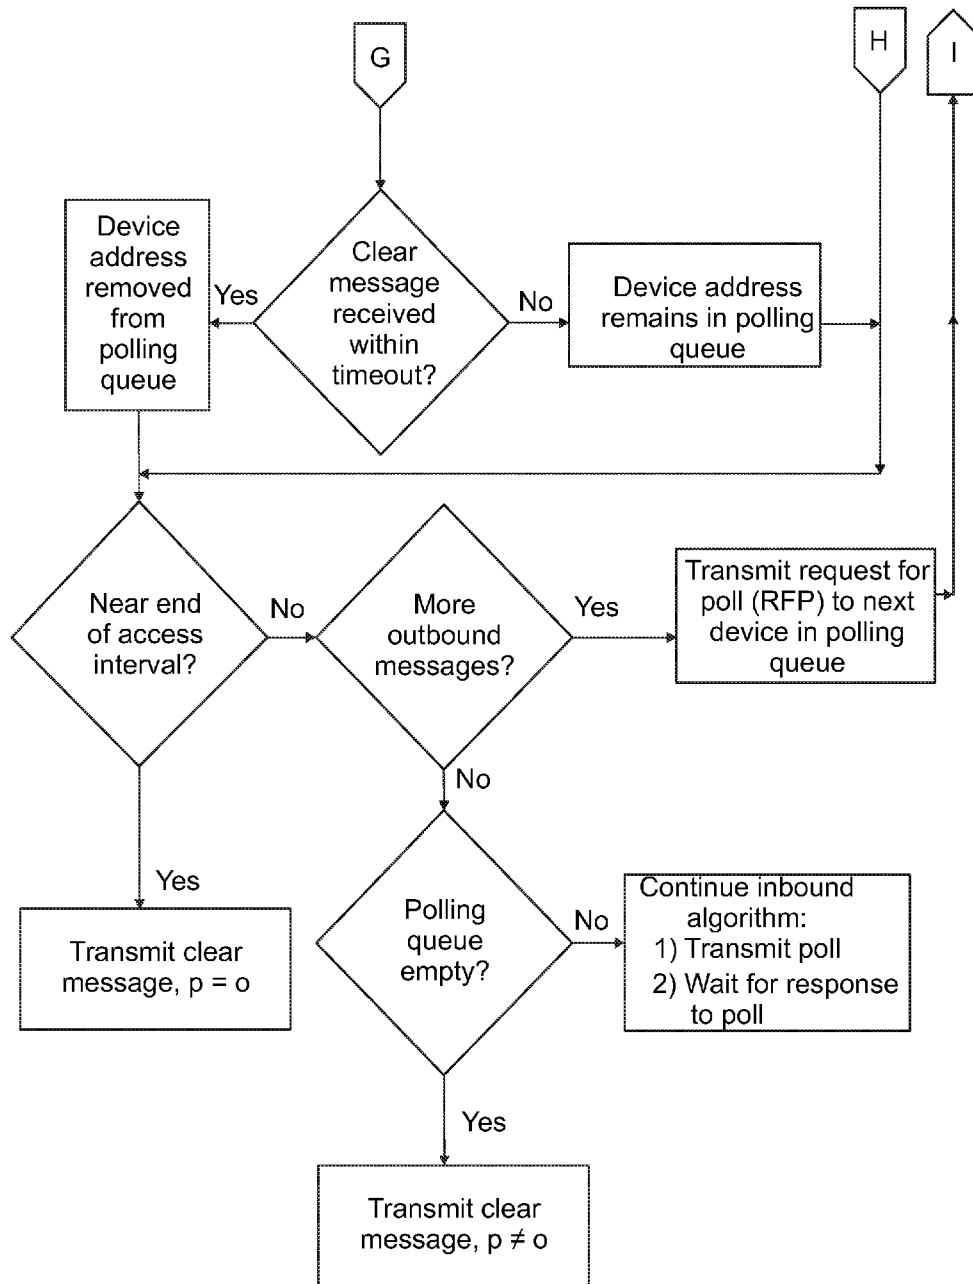 G
H
I
Device
address
removed
from
polling
queue
Yes
Clear
message
received
within
timeout?
No
Device address
remains in polling
queue
Near end
of access
interval?
No
More
outbound
messages?
Yes
Transmit request for
poll (RFP) to next
device in polling
queue
No
Yes
Transmit clear
message, p = o
Polling
queue
empty?
No
Continue inbound
algorithm:
1) Transmit poll
2) Wait for response
to poll
Yes
Transmit clear
message, p ≠ o